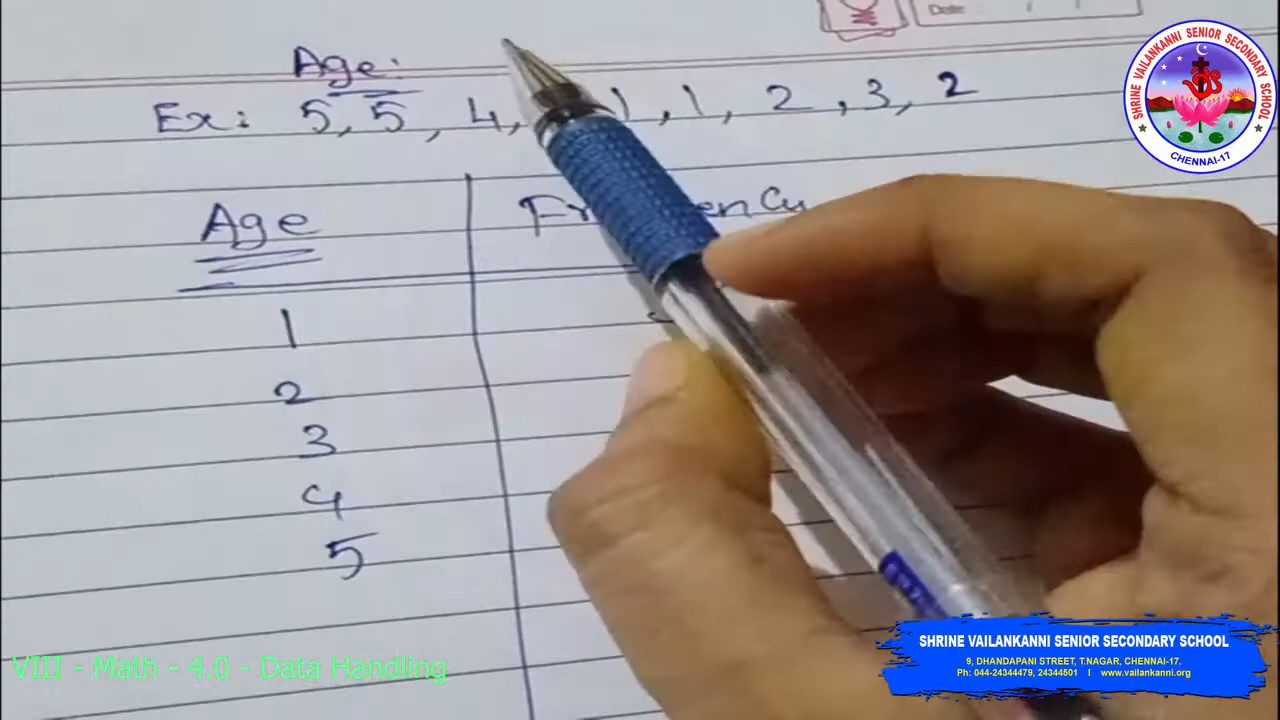 Date / /
Age:
Ex: 5, 5, 4, 1, 1, 2, 3, 2
Age
1
2
3
4
5
SHRINE VAILANKANNI SENIOR SECONDARY SCHOOL
CHENNAI-17
VIII - Math - 4.0 - Data Handling
SHRINE VAILANKANNI SENIOR SECONDARY SCHOOL
9, DHANDAPANI STREET, T.NAGAR, CHENNAI-17.
Ph: 044-24344479, 24344501 I www.vailankanni.org